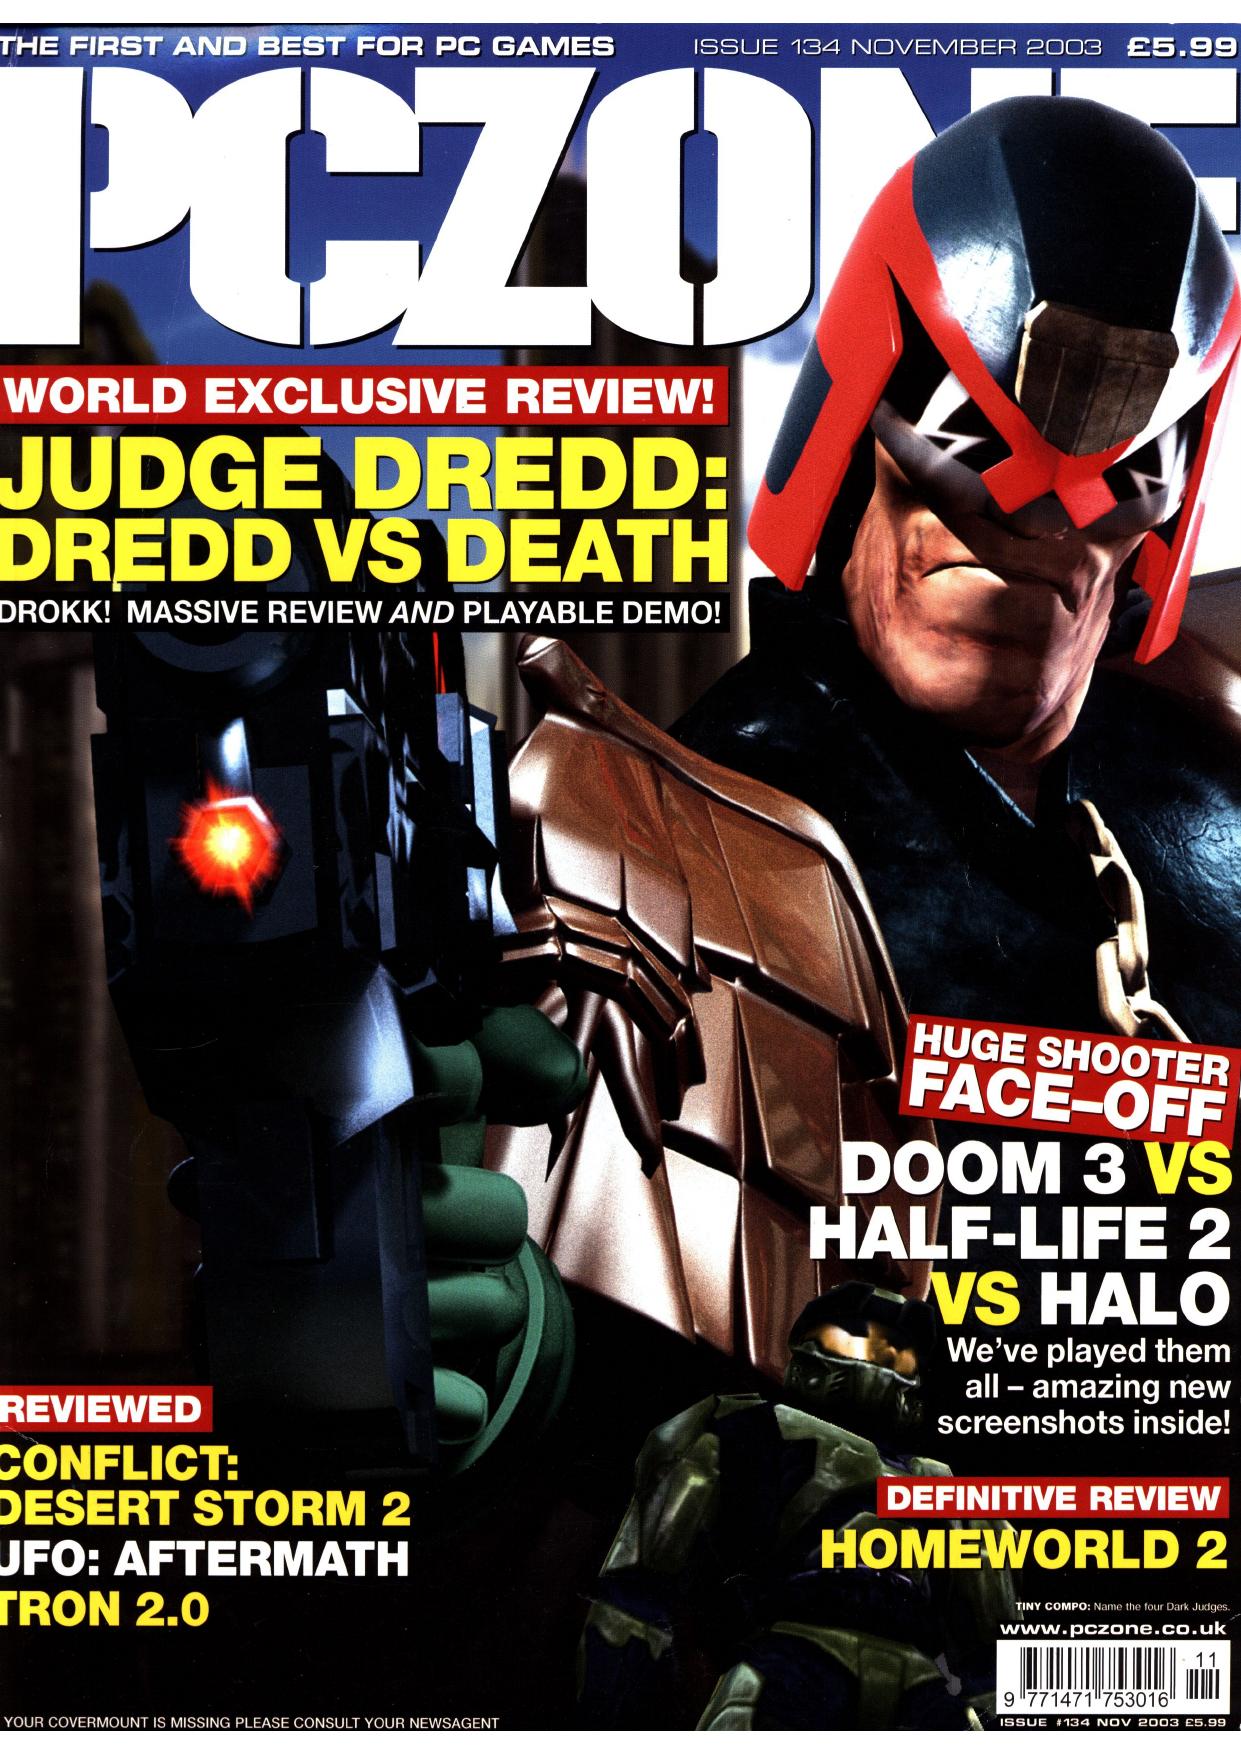 THE FIRST AND BEST FOR PC GAMES ISSUE 134 NOVEMBER 2003 £5.99
PCZONE
WORLD EXCLUSIVE REVIEW!
JUDGE DREDD:
DREDD VS DEATH
DROKK! MASSIVE REVIEW AND PLAYABLE DEMO!
HUGE SHOOTER
FACE-OFF
DOOM 3 VS
HALF-LIFE 2
VS HALO
We've played them
all – amazing new
screenshots inside!
REVIEWED
CONFLICT:
DESERT STORM 2
UFO: AFTERMATH
TRON 2.0
DEFINITIVE REVIEW
HOMEWORLD 2
TINY COMPO: Name the four Dark Judges.
www.pczone.co.uk
11
9 771471 753016
ISSUE #134 NOV 2003 £5.99
YOUR COVERMOUNT IS MISSING PLEASE CONSULT YOUR NEWSAGENT